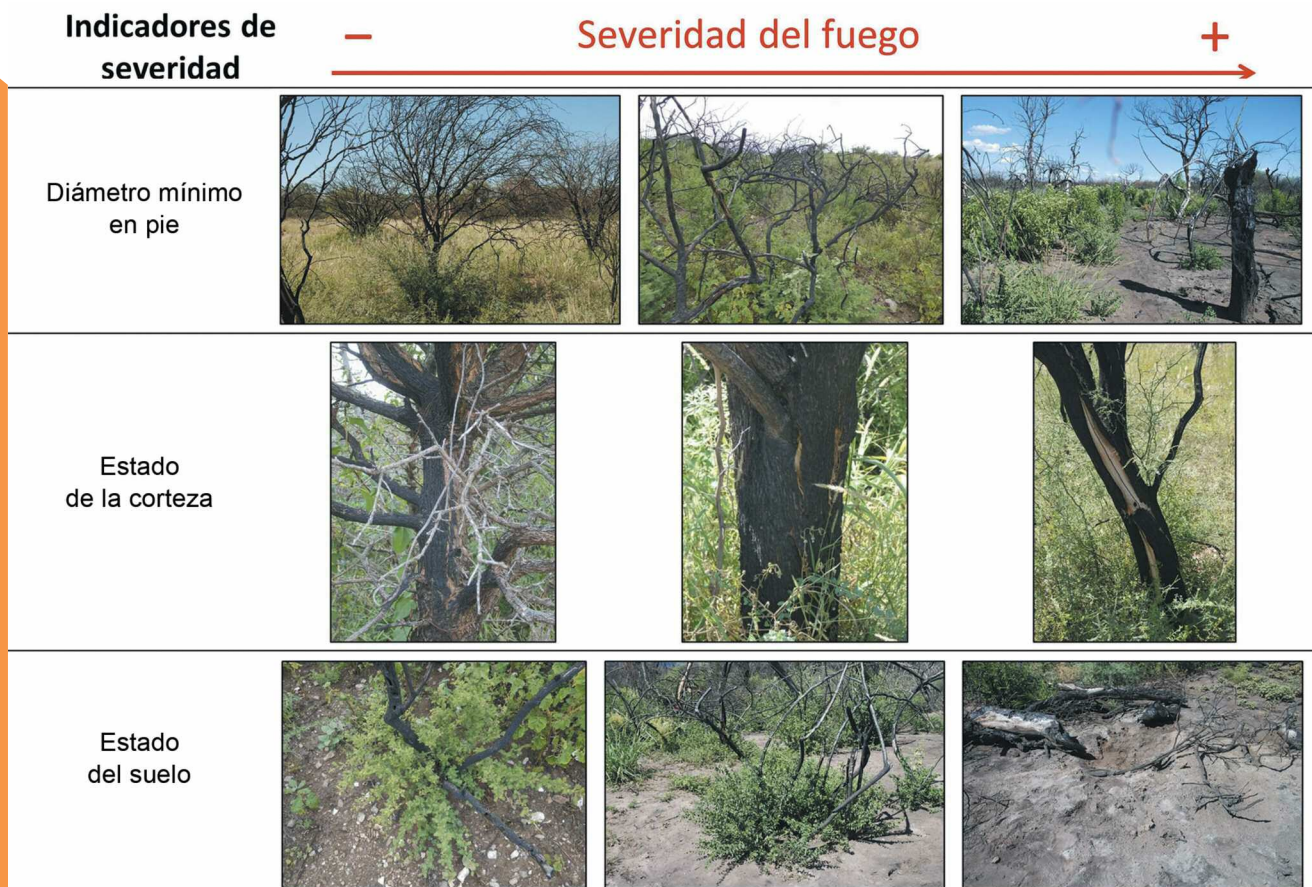 Indicadores de
severidad
− Severidad del fuego +
Diámetro mínimo
en pie
Estado
de la corteza
Estado
del suelo